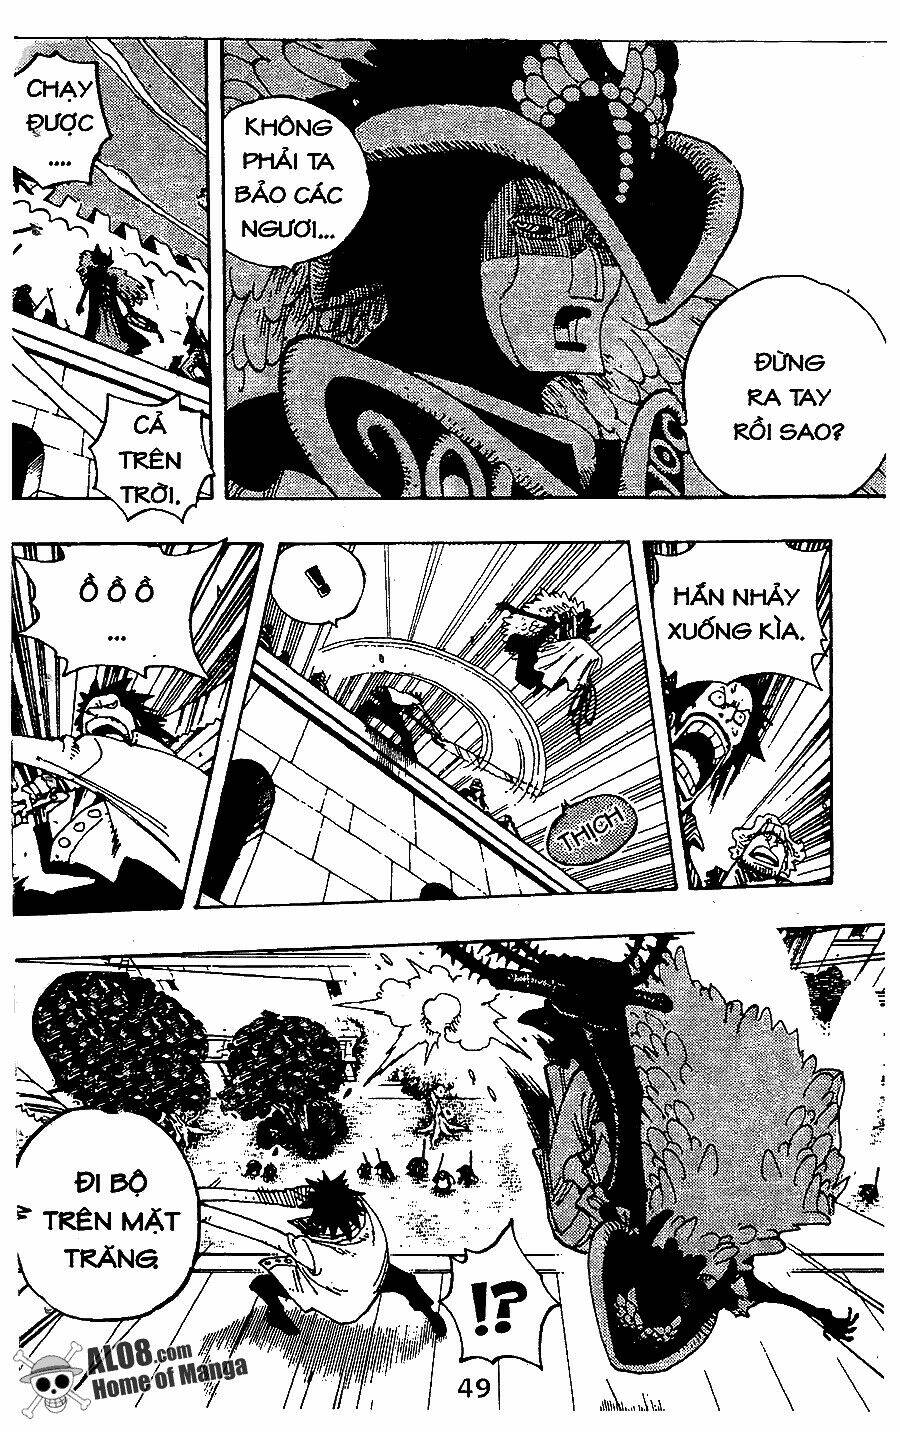 KHÔNG
PHẢI TA
BẢO CÁC
NGƯƠI...
ĐỪNG
RA TAY
RỒI SAO?
CHẠY
ĐƯỢC
....
CẢ
TRÊN
TRỜI.
HẮN NHẢY
XUỐNG KÌA.
!
THỊCH
Ồ Ồ Ồ
...
!?
ĐI BỘ
TRÊN MẶT
TRĂNG.
AL08.com
Home of Manga
49